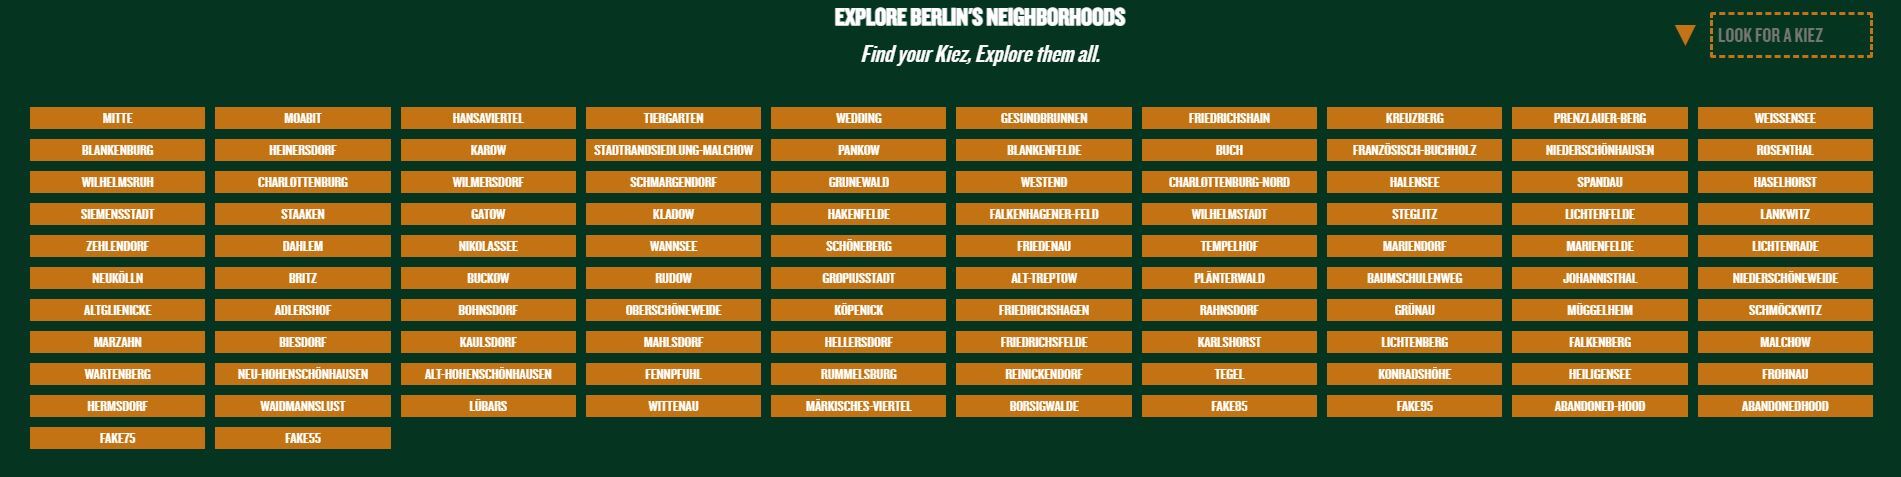 EXPLORE BERLIN'S NEIGHBORHOODS
Find your Kiez, Explore them all.
LOOK FOR A KIEZ
MITTE MOABIT HANSAVIERTEL TIERGARTEN WEDDING GESUNDBRUNNEN FRIEDRICHSHAIN KREUZBERG PRENZLAUER-BERG WEISSENSEE
BLANKENBURG HEINERSDORF KAROW STADTRANDSIEDLUNG-MALCHOW PANKOW BLANKENFELDE BUCH FRANZÖSISCH-BUCHHOLZ NIEDERSCHÖNHAUSEN ROSENTHAL
WILHELMSRUH CHARLOTTENBURG WILMERSDORF SCHMARGENDORF GRUNEWALD WESTEND CHARLOTTENBURG-NORD HALENSEE SPANDAU HASELHORST
SIEMENSSTADT STAAKEN GATOW KLADOW HAKENFELDE FALKENHAGENER-FELD WILHELMSTADT STEGLITZ LICHTERFELDE LANKWITZ
ZEHLENDORF DAHLEM NIKOLASSEE WANNSEE SCHÖNEBERG FRIEDENAU TEMPELHOF MARIENDORF MARIENFELDE LICHTENRADE
NEUKÖLLN BRITZ BUCKOW RUDOW GROPIUSSTADT ALT-TREPTOW PLÄNTERWALD BAUMSCHULENWEG JOHANNISTHAL NIEDERSCHÖNEWEIDE
ALTGLIENICKE ADLERSHOF BOHNSDORF OBERSCHÖNEWEIDE KÖPENICK FRIEDRICHSHAGEN RAHNSDORF GRÜNAU MÜGGELHEIM SCHMÖCKWITZ
MARZAHN BIESDORF KAULSDORF MAHLSDORF HELLERSDORF FRIEDRICHSFELDE KARLSHORST LICHTENBERG FALKENBERG MALCHOW
WARTENBERG NEU-HOHENSCHÖNHAUSEN ALT-HOHENSCHÖNHAUSEN FENNPFUHL RUMMELSBURG REINICKENDORF TEGEL KONRADSHÖHE HEILIGENSEE FROHNAU
HERMSDORF WAIDMANNSLUST LÜBARS WITTENAU MÄRKISCHES-VIERTEL BORSIGWALDE FAKE85 FAKE95 ABANDONED-HOOD ABANDONEDHOOD
FAKE75 FAKE55